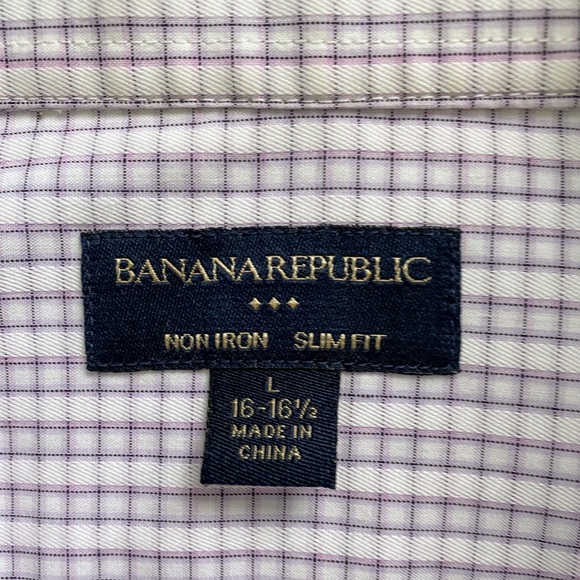 BANANA REPUBLIC
NON IRON SLIM FIT
L
16-16½
MADE IN
CHINA